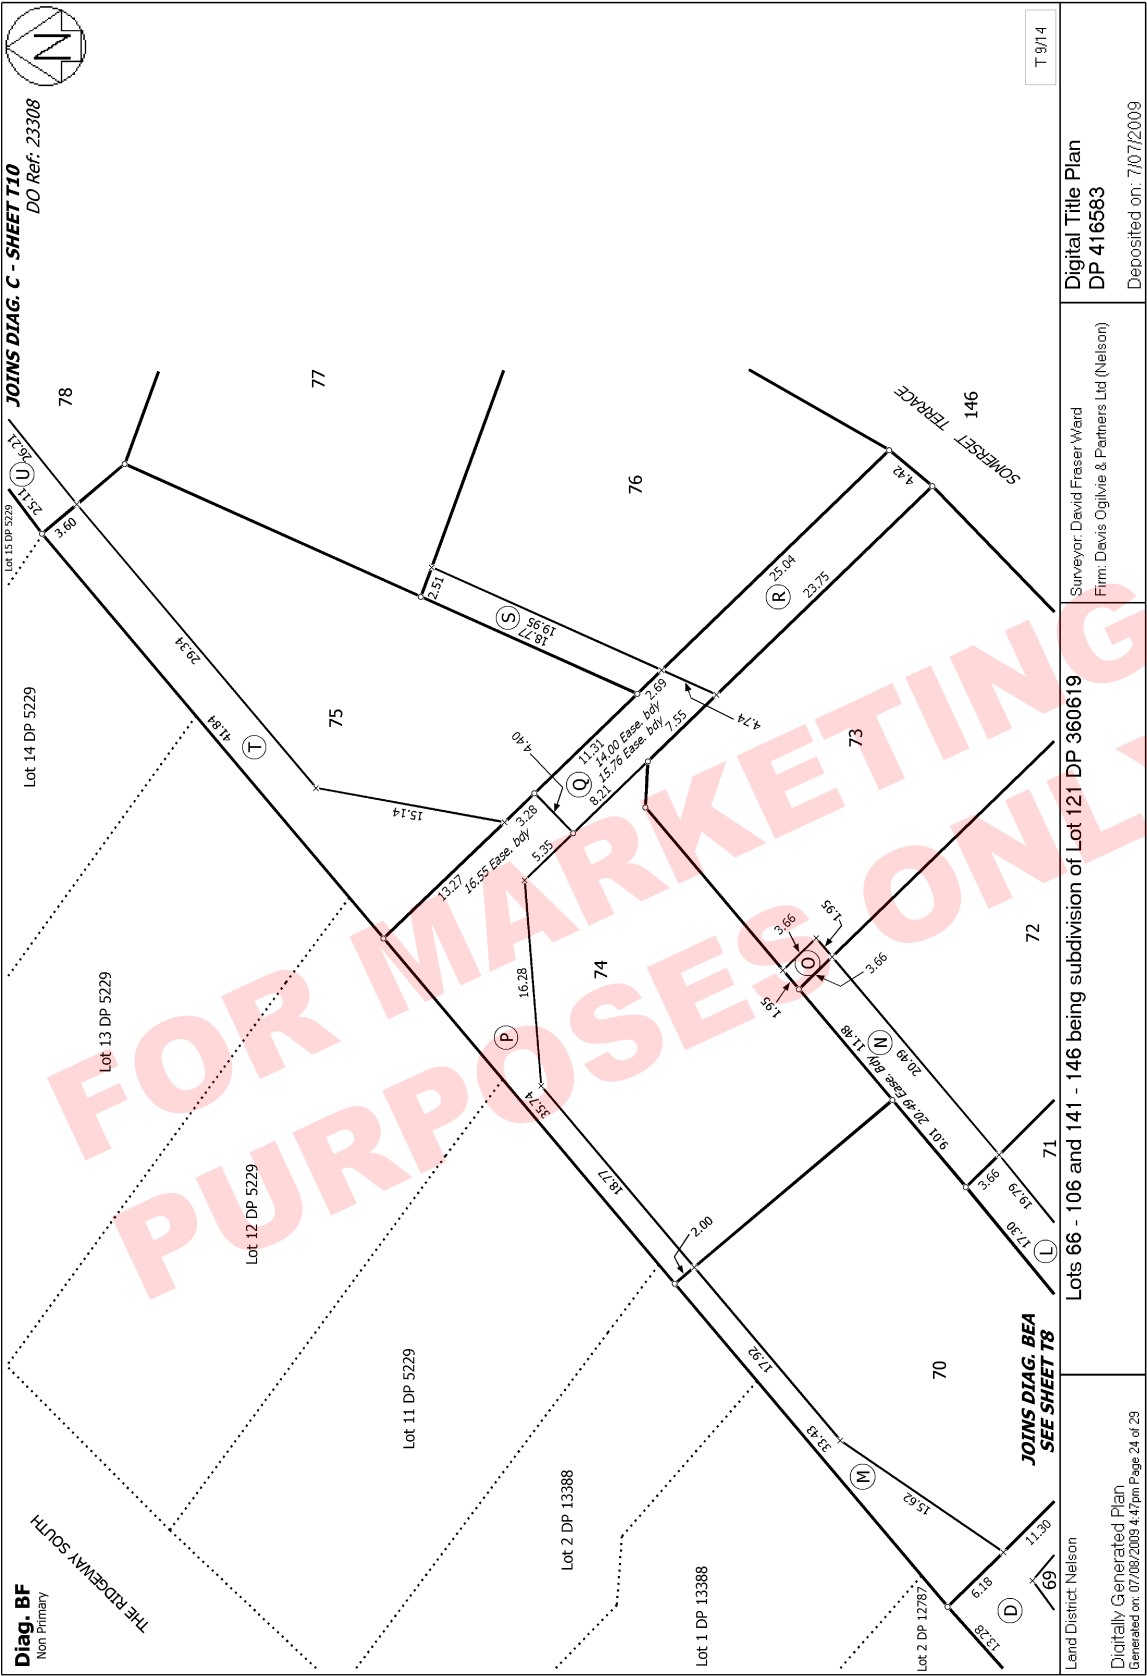 Diag. BF
Non Primary
JOINS DIAG. C - SHEET T10
DO Ref: 23308
N
THE RIDGEWAY SOUTH
Lot 15 DP 5229
Lot 14 DP 5229
Lot 13 DP 5229
Lot 12 DP 5229
Lot 11 DP 5229
Lot 2 DP 13388
Lot 1 DP 13388
Lot 2 DP 12787
25.11
U
26.21
78
3.60
77
29.34
41.84
T
75
15.14
2.51
S
18.77
19.95
76
25.04
R
23.75
4.42
SOMERSET TERRACE
146
13.27
3.28
16.55 Ease. bdy
4.40
11.31
2.69
14.00 Ease. bdy
15.76 Ease. bdy
Q
8.21
7.55
4.74
5.35
16.28
P
35.74
74
73
18.77
2.00
3.66
1.95
O
1.95
3.66
72
11.48
N
20.49
20.49 Ease. Bdy
9.01
3.66
19.79
71
17.30
L
17.92
33.43
M
15.62
70
6.18
11.30
D
69
13.28
JOINS DIAG. BEA
SEE SHEET T8
T 9/14
FOR MARKETING
PURPOSES ONLY
Land District: Nelson
Digitally Generated Plan
Generated on: 07/08/2009 4:47pm Page 24 of 29
Lots 66 - 106 and 141 - 146 being subdivision of Lot 121 DP 360619
Surveyor: David Fraser Ward
Firm: Davis Ogilvie & Partners Ltd (Nelson)
Digital Title Plan
DP 416583
Deposited on: 7/07/2009